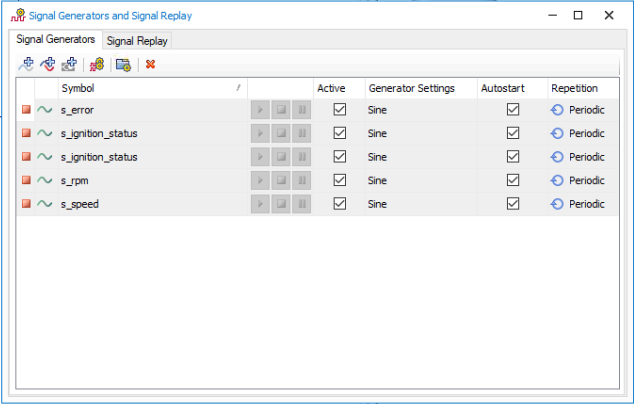 Signal Generators and Signal Replay
Signal Generators Signal Replay
Symbol Active Generator Settings Autostart Repetition
s_error Sine Periodic
s_ignition_status Sine Periodic
s_ignition_status Sine Periodic
s_rpm Sine Periodic
s_speed Sine Periodic